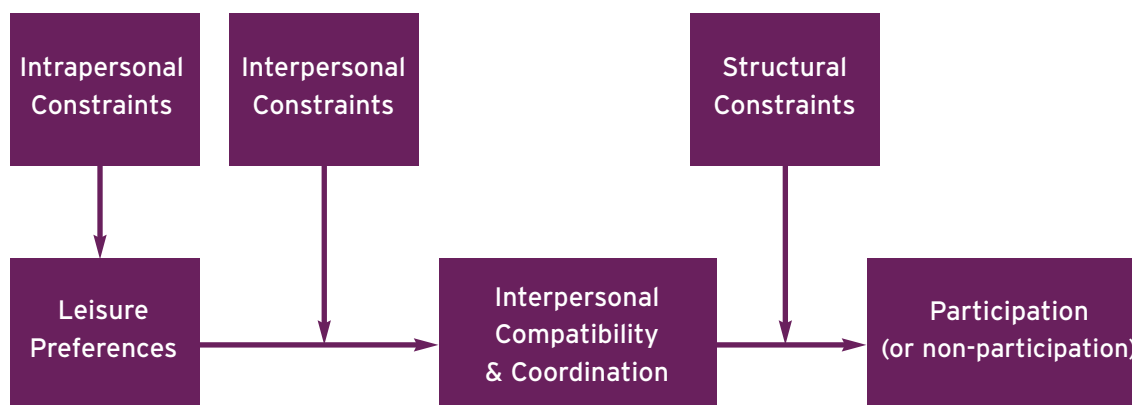 Intrapersonal
Constraints
Interpersonal
Constraints
Structural
Constraints
Leisure
Preferences
Interpersonal
Compatibility
& Coordination
Participation
(or non-participation)